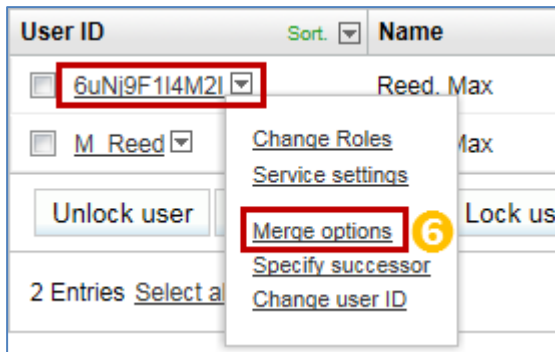 User ID Sort. Name
6uNj9F1I4M2I Reed, Max
M_Reed Max
Change Roles
Service settings
Unlock user Lock us
Merge options 6
Specify successor
2 Entries Select al
Change user ID